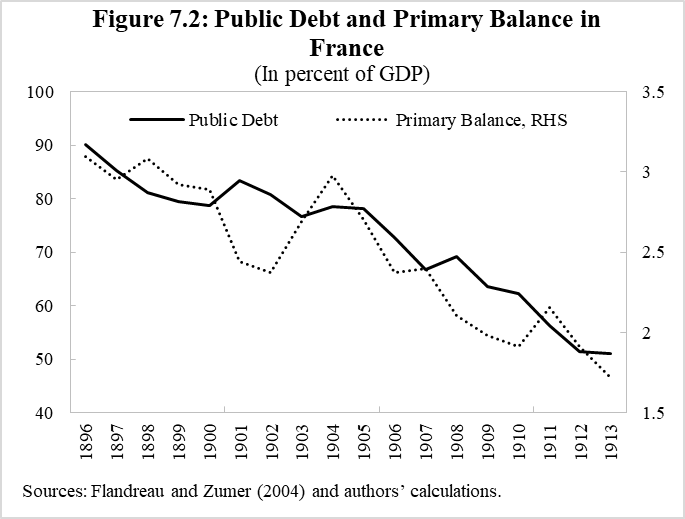 Figure 7.2: Public Debt and Primary Balance in
France
(In percent of GDP)
100 3.5
Public Debt Primary Balance, RHS
90
3
80
70 2.5
60
2
50
40 1.5
1896 1897 1898 1899 1900 1901 1902 1903 1904 1905 1906 1907 1908 1909 1910 1911 1912 1913
Sources: Flandreau and Zumer (2004) and authors’ calculations.